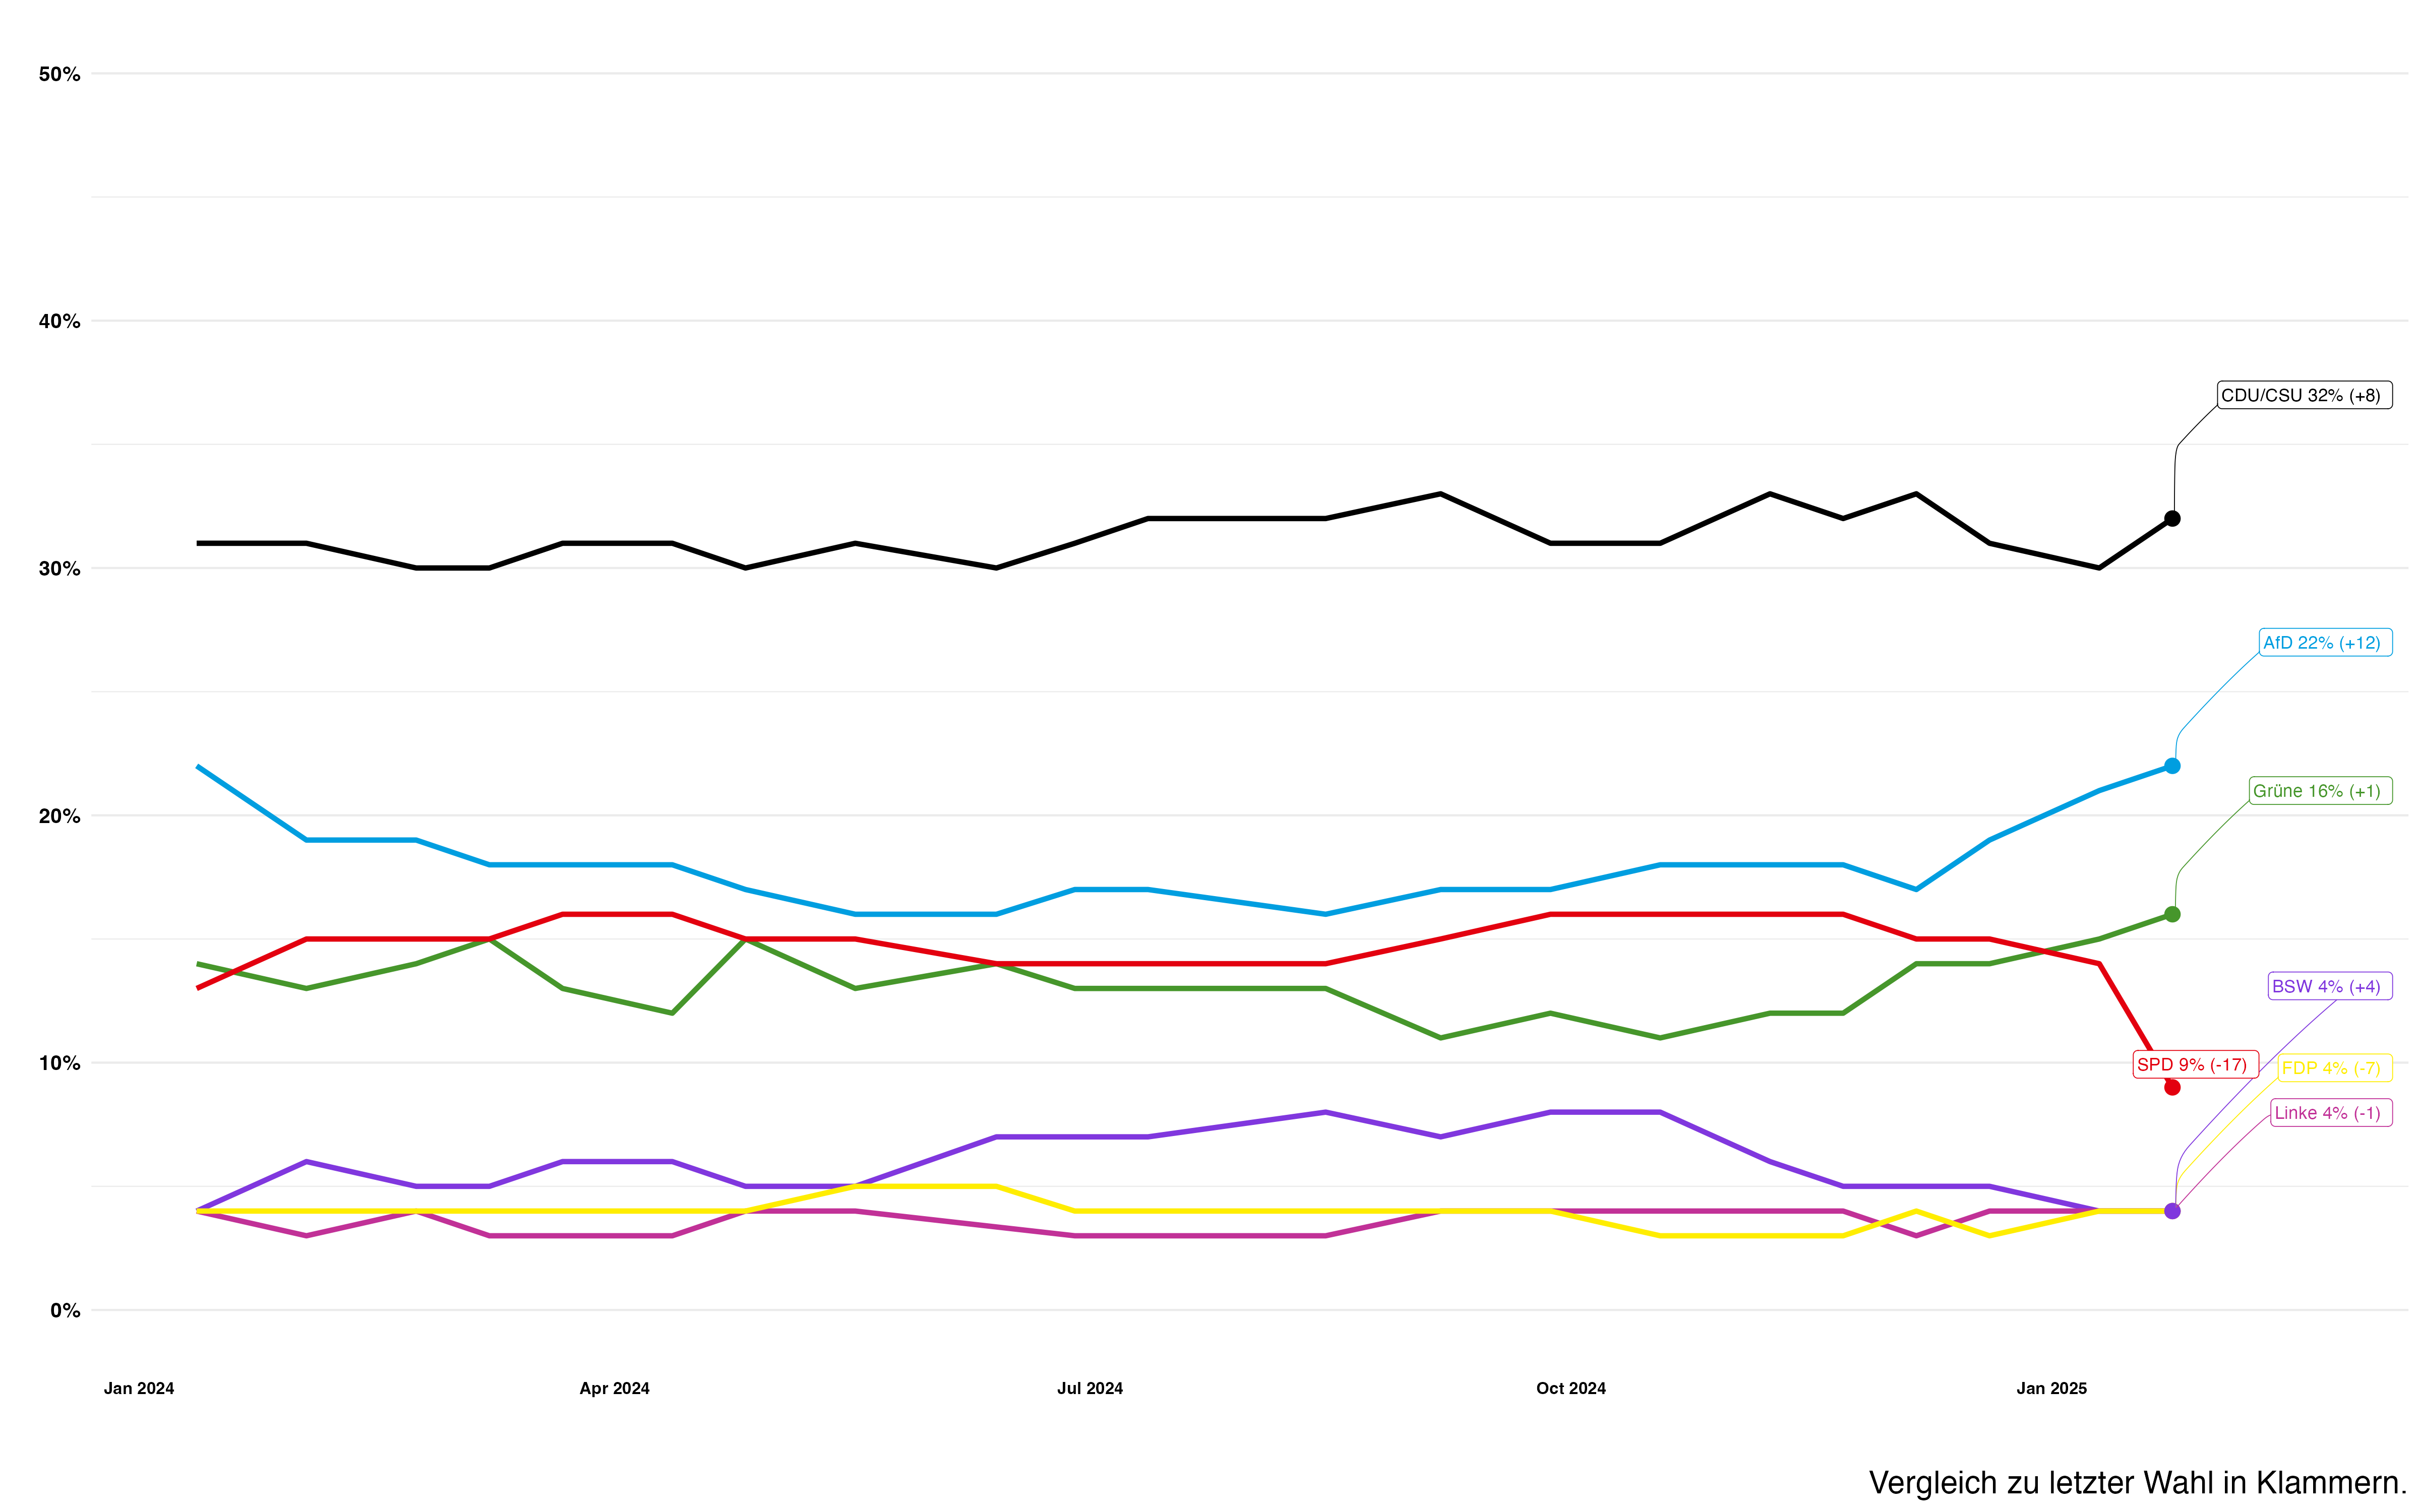 50%
40%
CDU/CSU 32% (+8)
30%
AfD 22% (+12)
Grüne 16% (+1)
20%
BSW 4% (+4)
10%
SPD 9% (-17)
FDP 4% (-7)
Linke 4% (-1)
0%
Jan 2024
Apr 2024
Jul 2024
Oct 2024
Jan 2025
Vergleich zu letzter Wahl in Klammern.